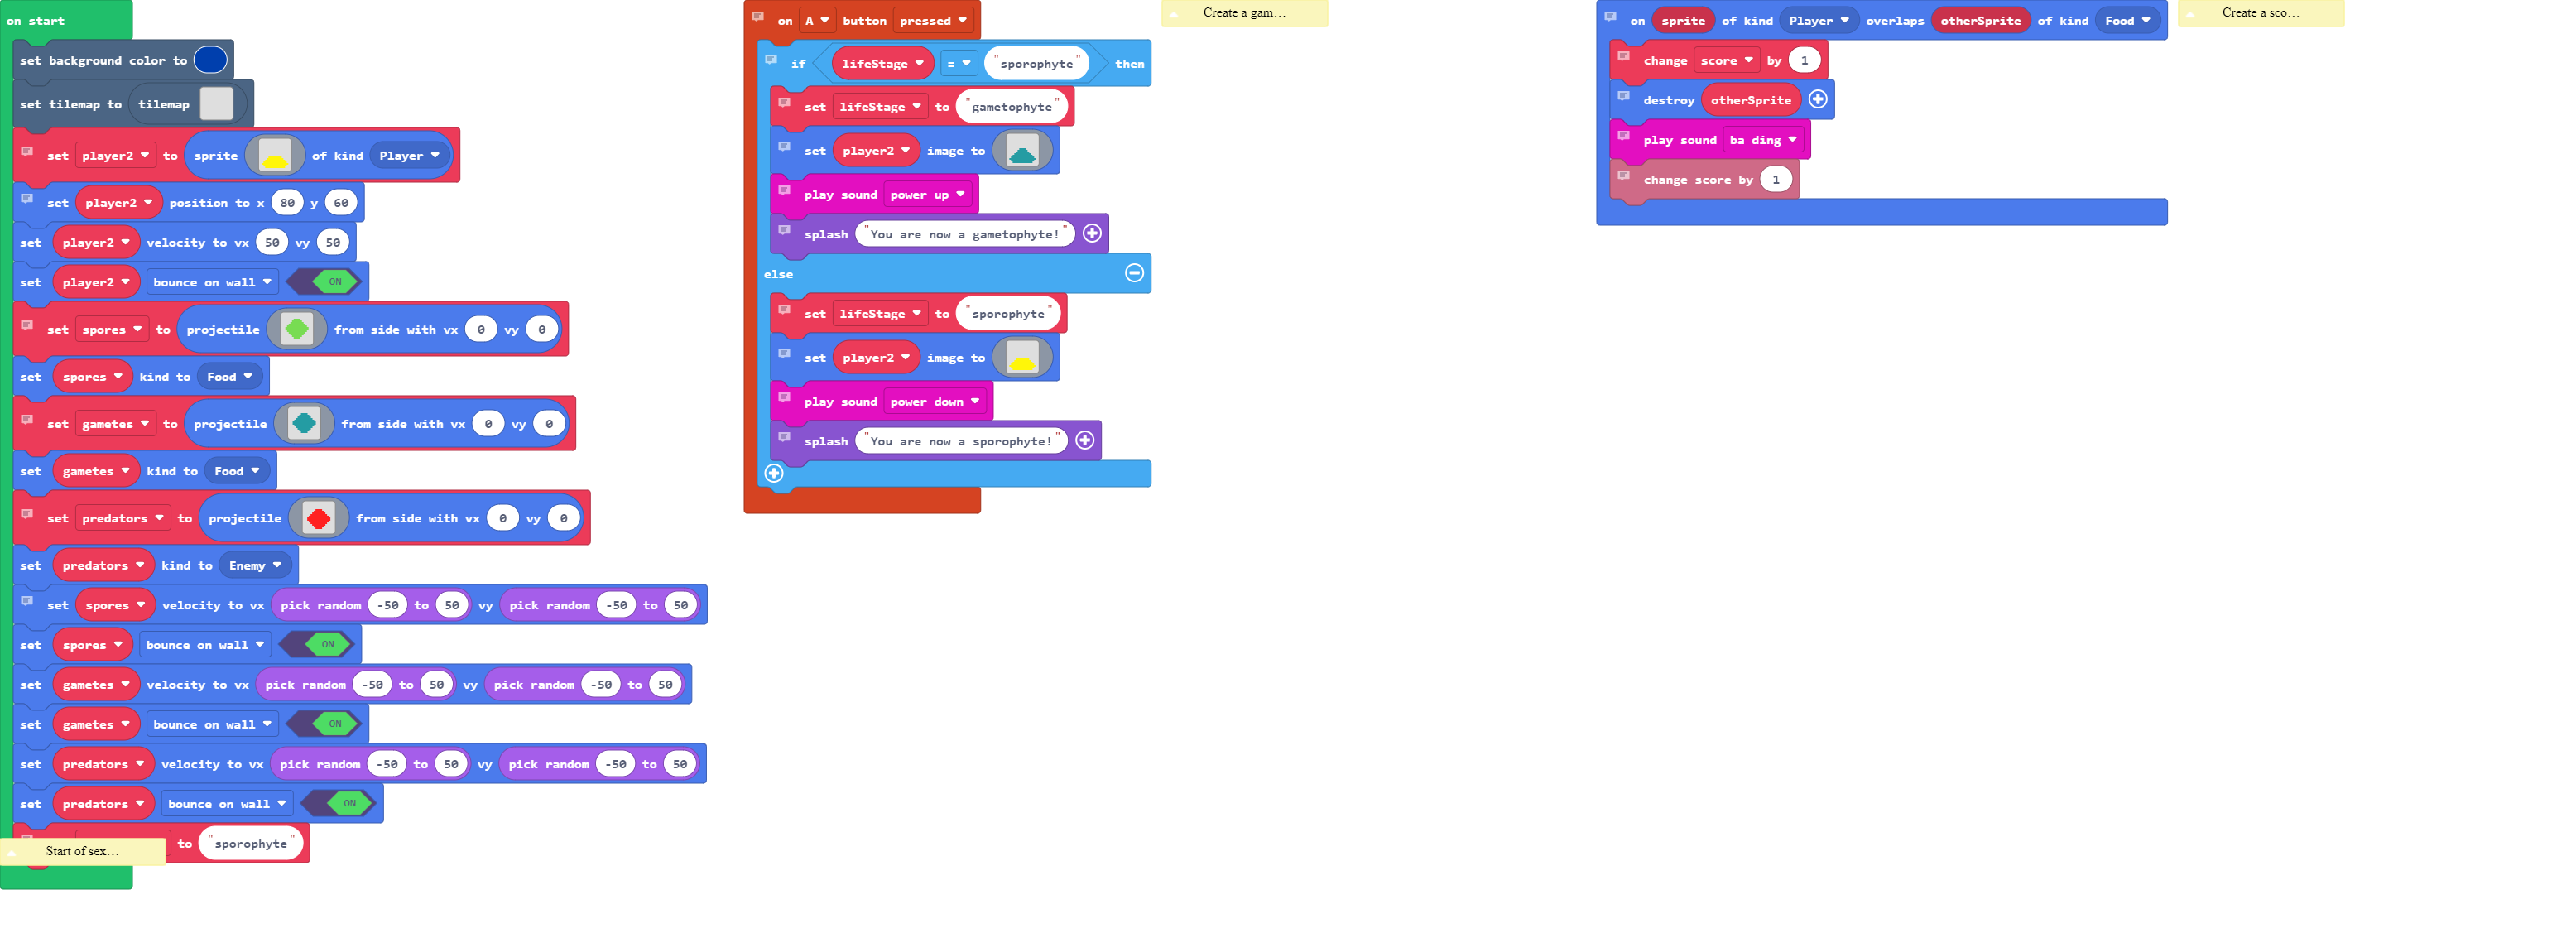 on start
set background color to
set tilemap to tilemap
set player2 to sprite of kind Player
set player2 position to x 80 y 60
set player2 velocity to vx 50 vy 50
set player2 bounce on wall ON
set spores to projectile from side with vx 0 vy 0
set spores kind to Food
set gametes to projectile from side with vx 0 vy 0
set gametes kind to Food
set predators to projectile from side with vx 0 vy 0
set predators kind to Enemy
set spores velocity to vx pick random -50 to 50 vy pick random -50 to 50
set spores bounce on wall ON
set gametes velocity to vx pick random -50 to 50 vy pick random -50 to 50
set gametes bounce on wall ON
set predators velocity to vx pick random -50 to 50 vy pick random -50 to 50
set predators bounce on wall ON
to "sporophyte"
Start of sex...
on A button pressed
if lifeStage = "sporophyte" then
set lifeStage to "gametophyte"
set player2 image to
play sound power up
splash "You are now a gametophyte!"
else
set lifeStage to "sporophyte"
set player2 image to
play sound power down
splash "You are now a sporophyte!"
Create a gam...
on sprite of kind Player overlaps otherSprite of kind Food
change score by 1
destroy otherSprite
play sound ba ding
change score by 1
Create a sco...